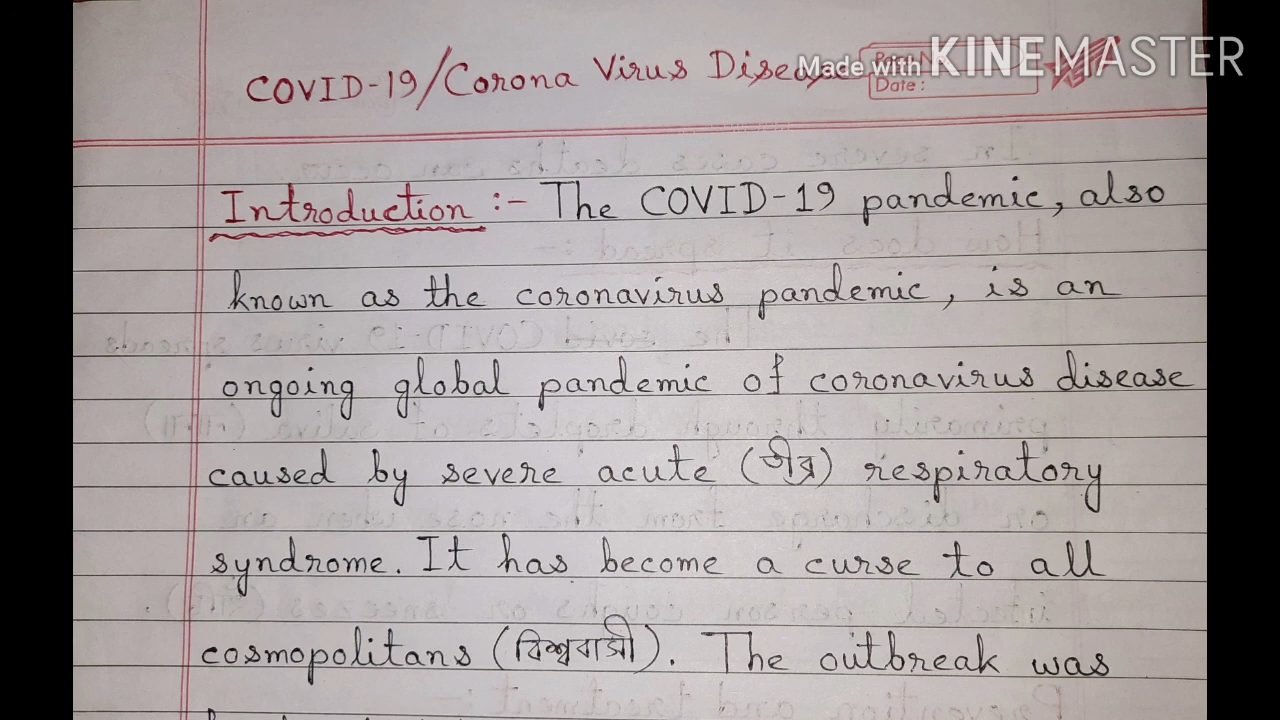 COVID-19/Corona Virus Disease
Made with KINEMASTER
Date:
Introduction :- The COVID-19 pandemic, also
known as the coronavirus pandemic, is an
ongoing global pandemic of coronavirus disease
caused by severe acute (তীব্র) respiratory
syndrome. It has become a curse to all
cosmopolitans (বিশ্ববাসী). The outbreak was